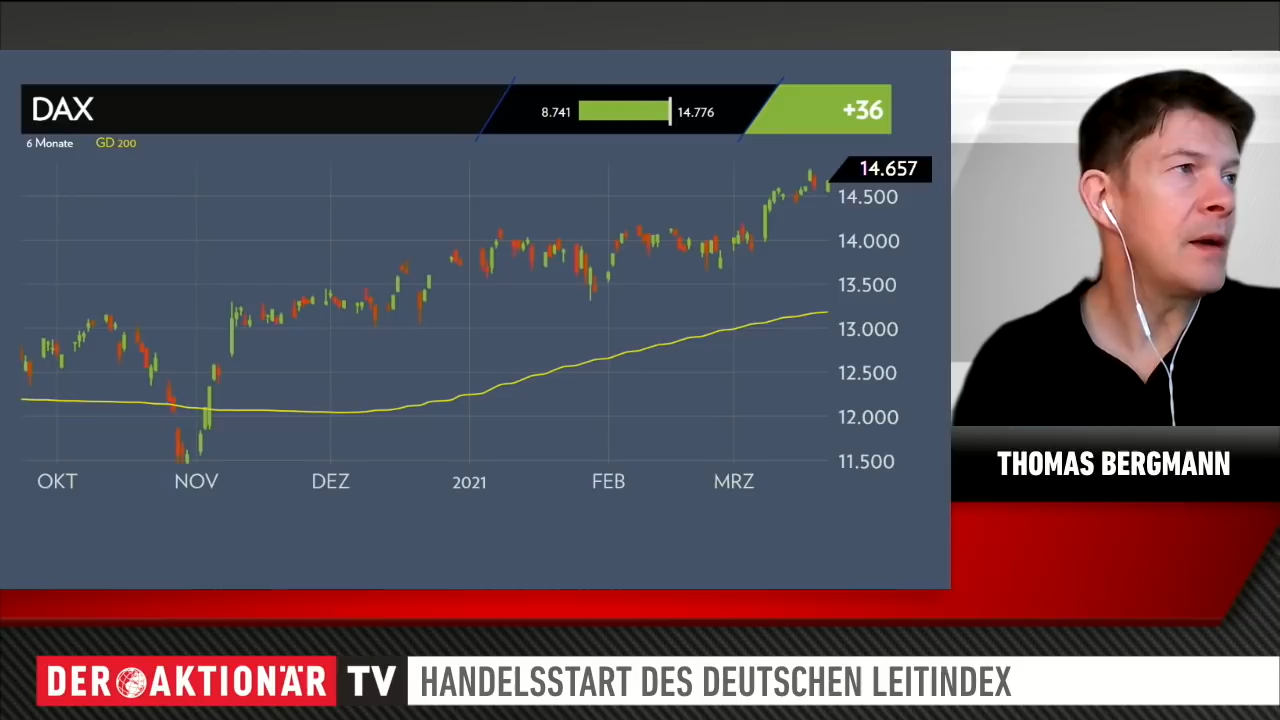 DAX
8.741
14.776
+36
6 Monate
GD 200
14.657
14.500
14.000
13.500
13.000
12.500
12.000
11.500
OKT NOV DEZ 2021 FEB MRZ
THOMAS BERGMANN
DER AKTIONÄR TV
HANDELSSTART DES DEUTSCHEN LEITINDEX